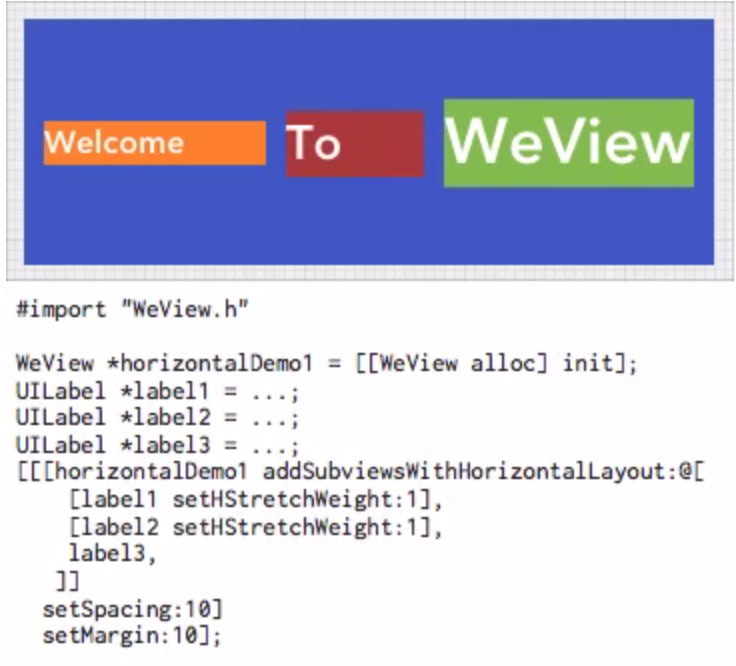 Welcome To WeView
#import "WeView.h"
WeView *horizontalDemo1 = [[WeView alloc] init];
UILabel *label1 = ...;
UILabel *label2 = ...;
UILabel *label3 = ...;
[[[horizontalDemo1 addSubviewsWithHorizontalLayout:@[
[label1 setHStretchWeight:1],
[label2 setHStretchWeight:1],
label3,
]]
setSpacing:10]
setMargin:10];